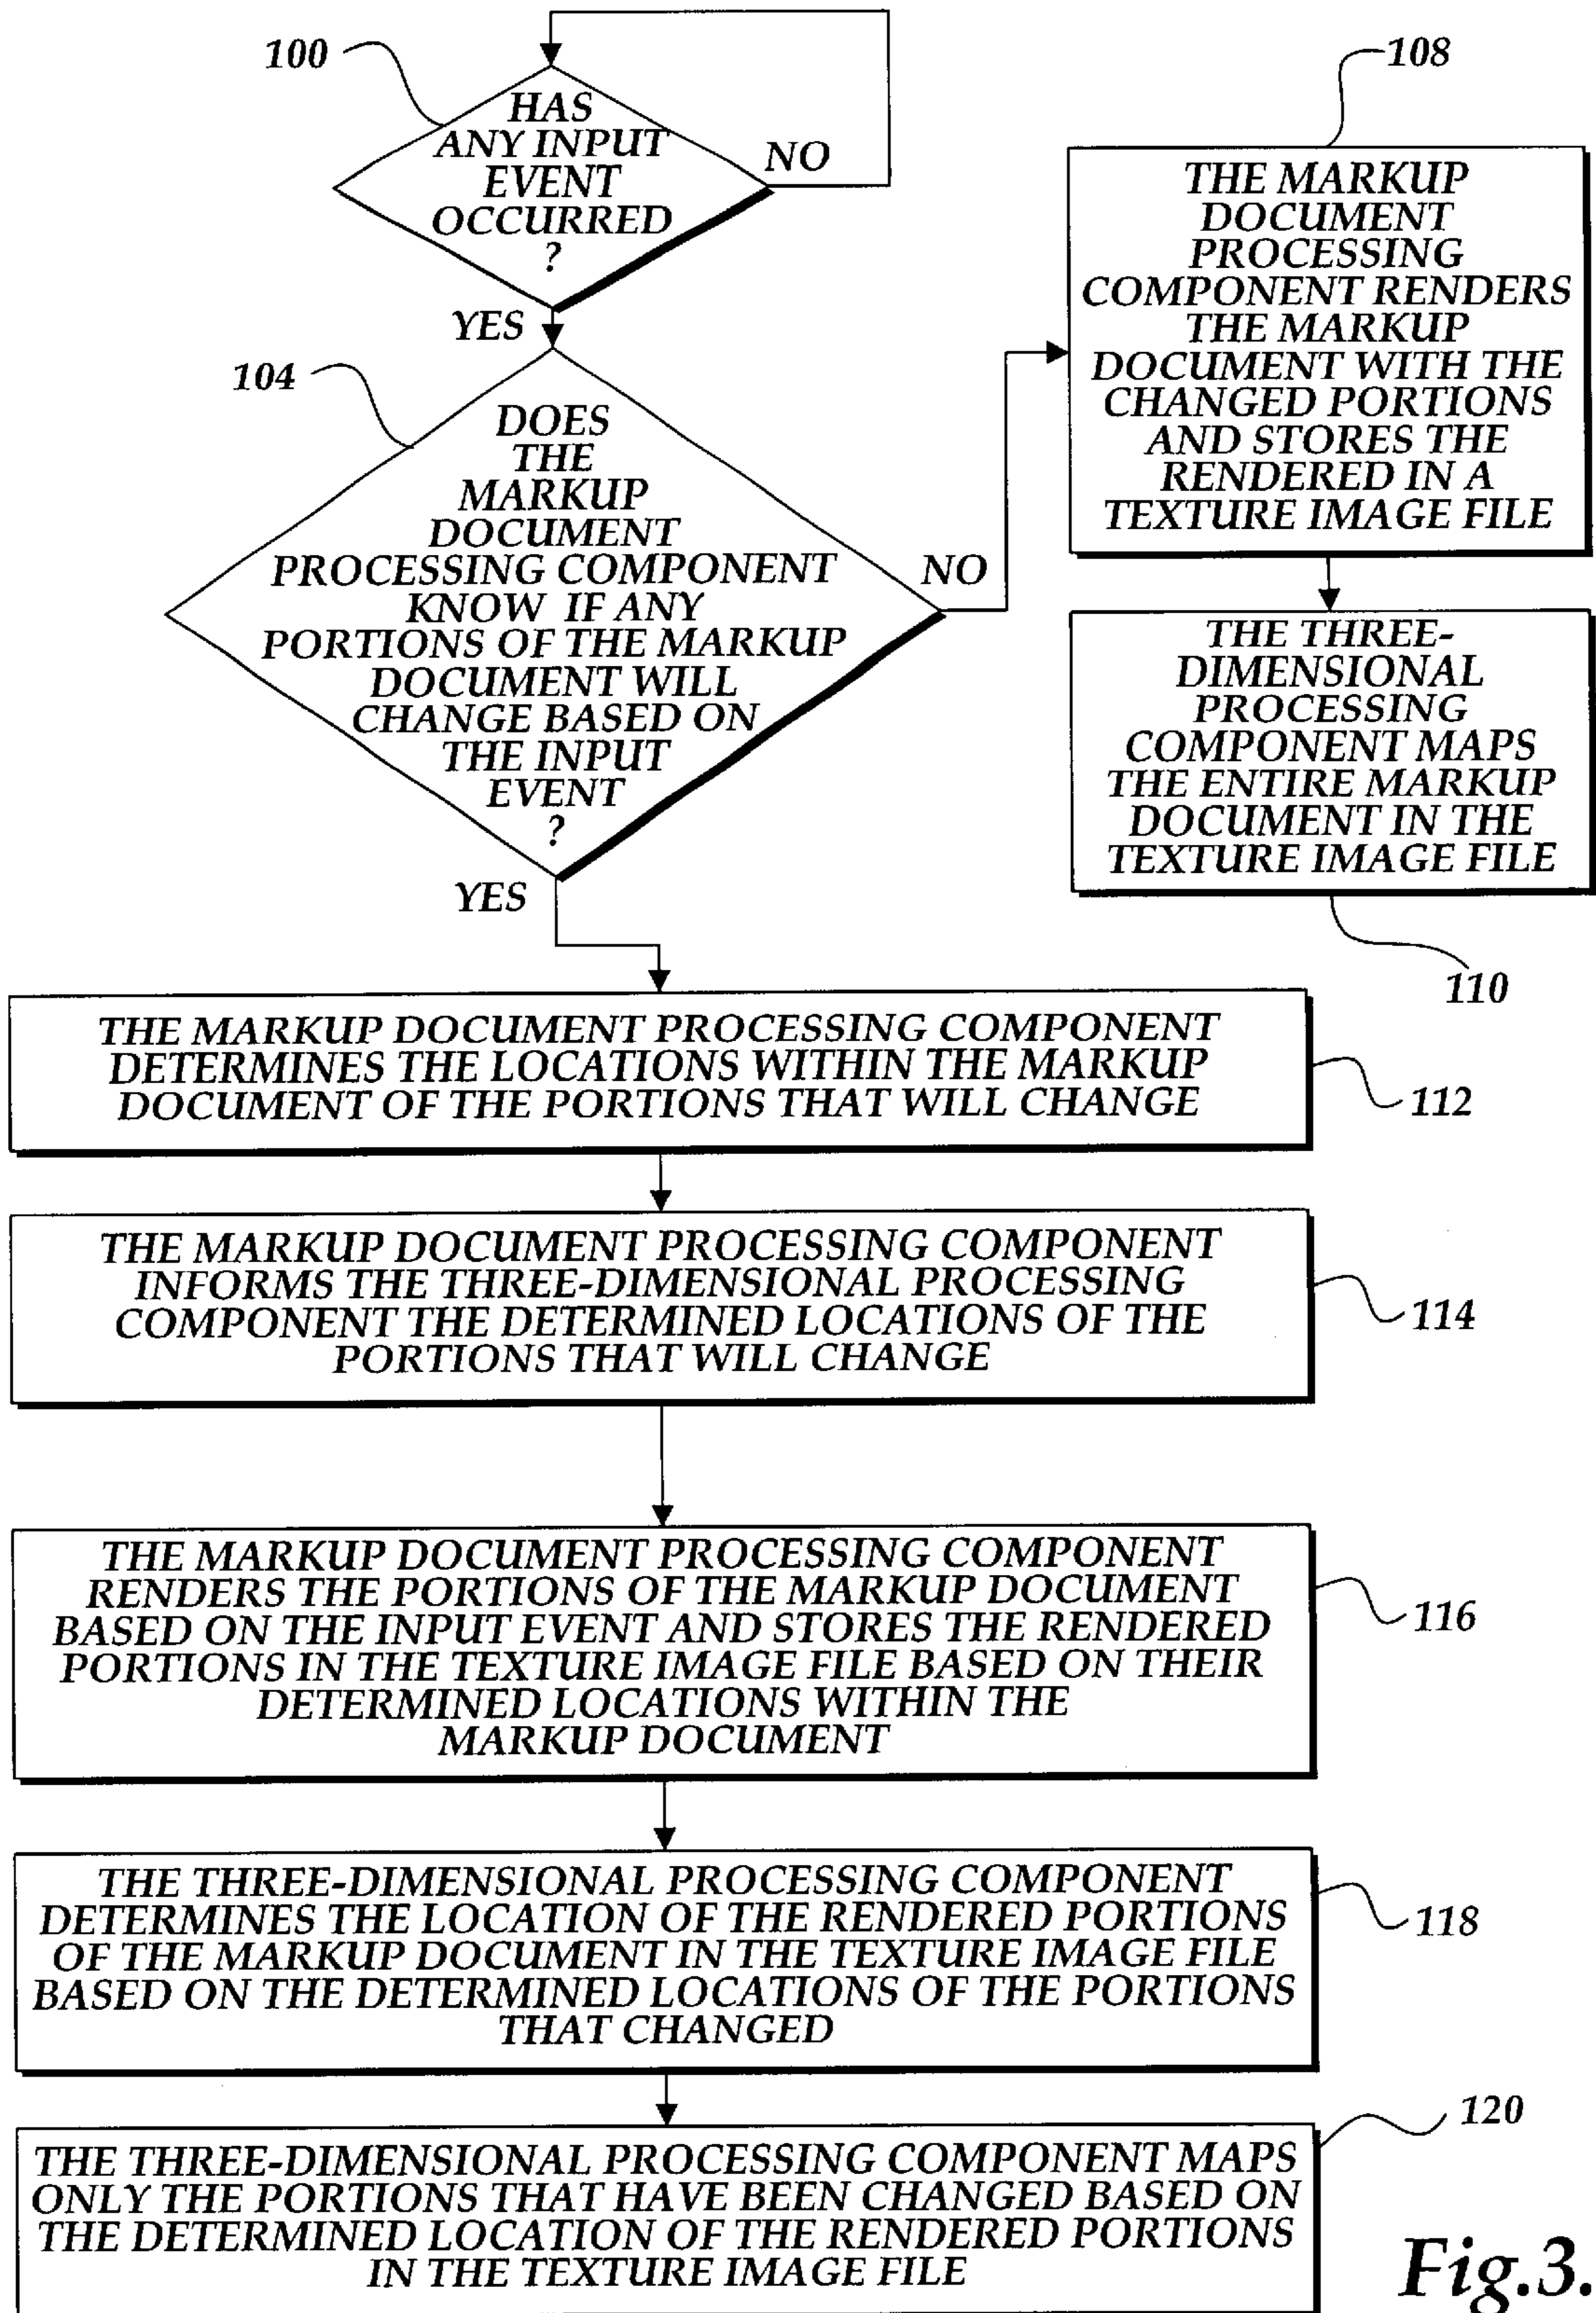 100
HAS
ANY INPUT
EVENT
OCCURRED
?
NO
YES
104
DOES
THE
MARKUP
DOCUMENT
PROCESSING COMPONENT
KNOW IF ANY
PORTIONS OF THE MARKUP
DOCUMENT WILL
CHANGE BASED ON
THE INPUT
EVENT
?
NO
YES
108
THE MARKUP
DOCUMENT
PROCESSING
COMPONENT RENDERS
THE MARKUP
DOCUMENT WITH THE
CHANGED PORTIONS
AND STORES THE
RENDERED IN A
TEXTURE IMAGE FILE
THE THREE-
DIMENSIONAL
PROCESSING
COMPONENT MAPS
THE ENTIRE MARKUP
DOCUMENT IN THE
TEXTURE IMAGE FILE
110
THE MARKUP DOCUMENT PROCESSING COMPONENT
DETERMINES THE LOCATIONS WITHIN THE MARKUP
DOCUMENT OF THE PORTIONS THAT WILL CHANGE
112
THE MARKUP DOCUMENT PROCESSING COMPONENT
INFORMS THE THREE-DIMENSIONAL PROCESSING
COMPONENT THE DETERMINED LOCATIONS OF THE
PORTIONS THAT WILL CHANGE
114
THE MARKUP DOCUMENT PROCESSING COMPONENT
RENDERS THE PORTIONS OF THE MARKUP DOCUMENT
BASED ON THE INPUT EVENT AND STORES THE RENDERED
PORTIONS IN THE TEXTURE IMAGE FILE BASED ON THEIR
DETERMINED LOCATIONS WITHIN THE
MARKUP DOCUMENT
116
THE THREE-DIMENSIONAL PROCESSING COMPONENT
DETERMINES THE LOCATION OF THE RENDERED PORTIONS
OF THE MARKUP DOCUMENT IN THE TEXTURE IMAGE FILE
BASED ON THE DETERMINED LOCATIONS OF THE PORTIONS
THAT CHANGED
118
THE THREE-DIMENSIONAL PROCESSING COMPONENT MAPS
ONLY THE PORTIONS THAT HAVE BEEN CHANGED BASED ON
THE DETERMINED LOCATION OF THE RENDERED PORTIONS
IN THE TEXTURE IMAGE FILE
120
Fig.3.